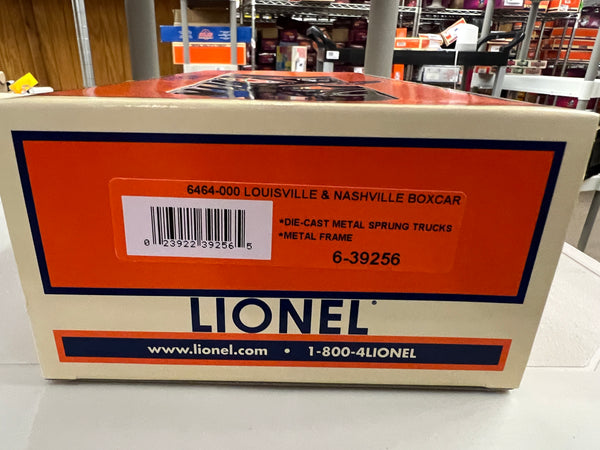 6464-000 LOUISVILLE & NASHVILLE BOXCAR
*DIE-CAST METAL SPRUNG TRUCKS
*METAL FRAME
0 23922 39256 5
6-39256
LIONEL
www.lionel.com • 1-800-4LIONEL